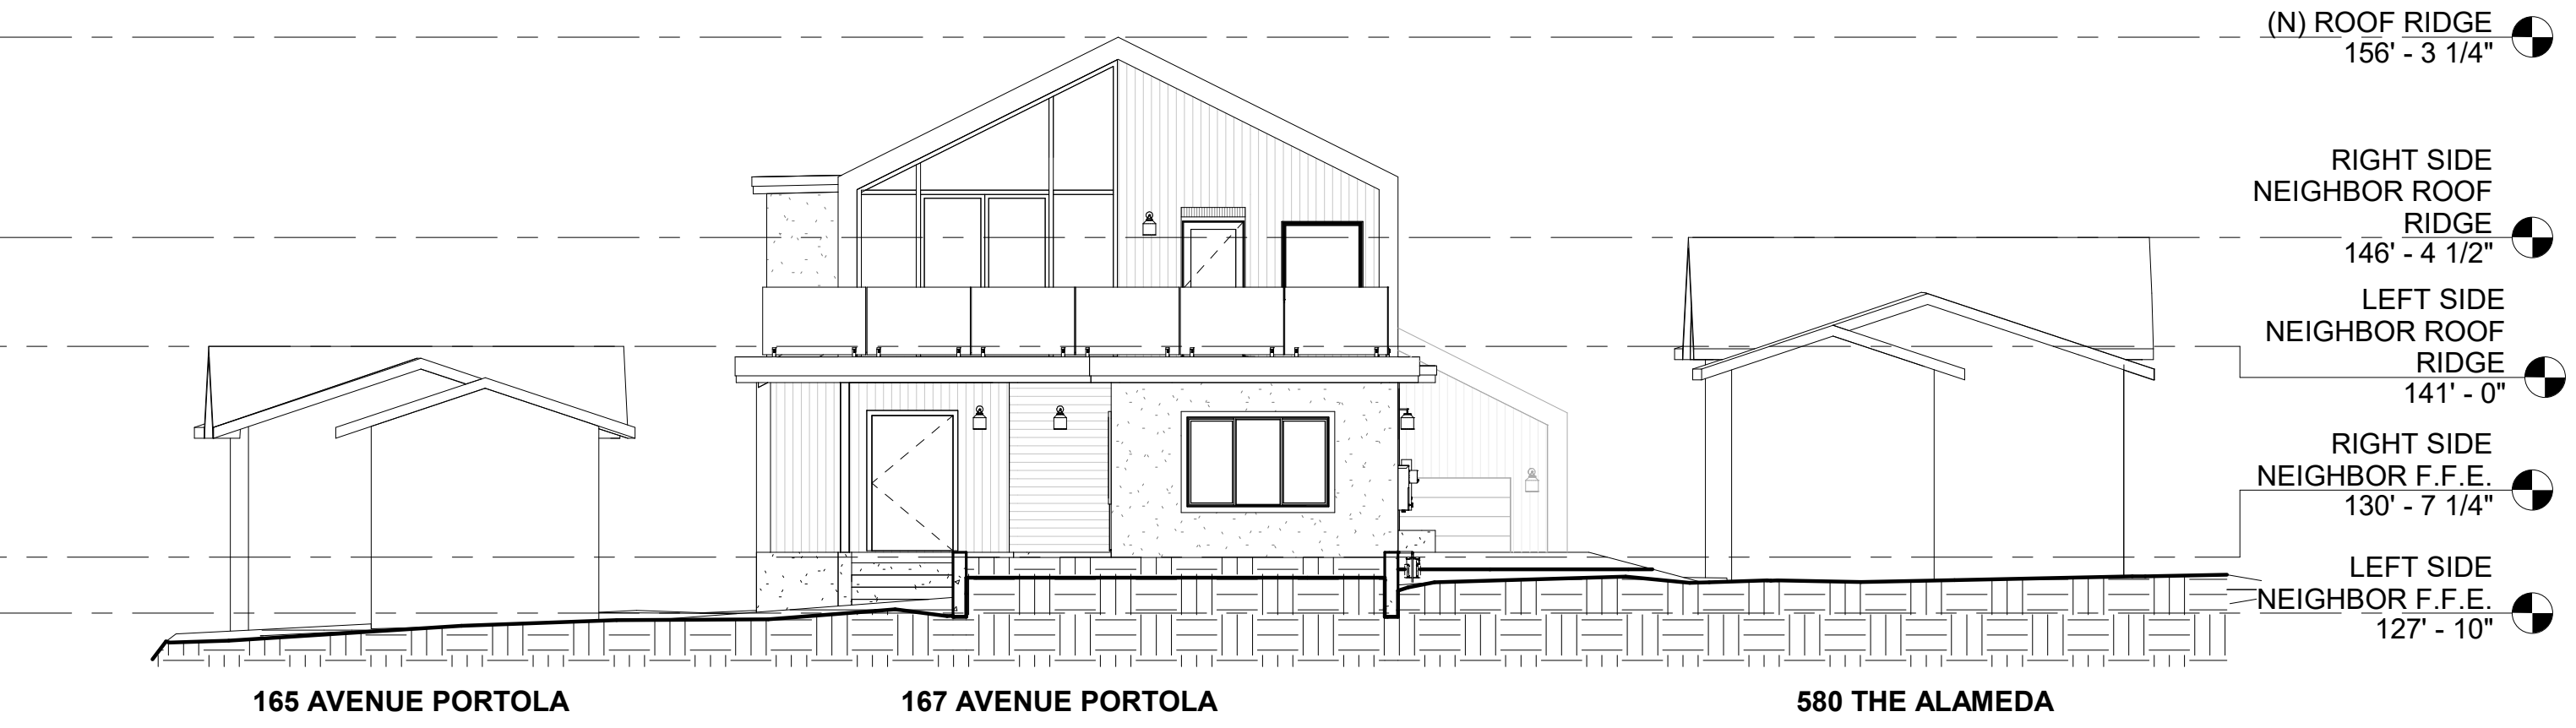 (N) ROOF RIDGE
156' - 3 1/4"
RIGHT SIDE
NEIGHBOR ROOF
RIDGE
146' - 4 1/2"
LEFT SIDE
NEIGHBOR ROOF
RIDGE
141' - 0"
RIGHT SIDE
NEIGHBOR F.F.E.
130' - 7 1/4"
LEFT SIDE
NEIGHBOR F.F.E.
127' - 10"
165 AVENUE PORTOLA
167 AVENUE PORTOLA
580 THE ALAMEDA